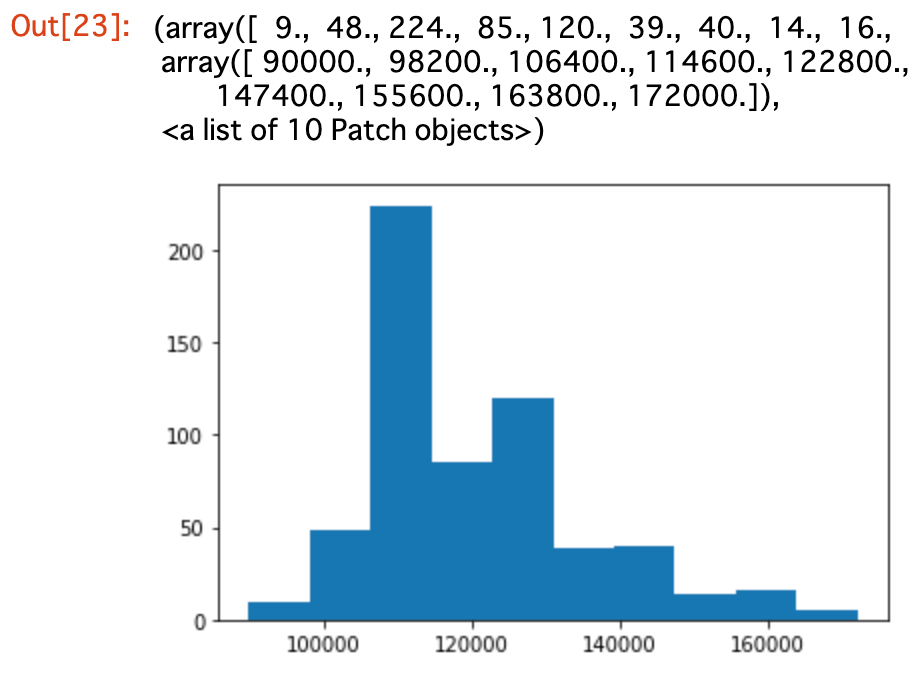 Out[23]: (array([ 9., 48., 224., 85., 120., 39., 40., 14., 16.,
array([ 90000., 98200., 106400., 114600., 122800.,
147400., 155600., 163800., 172000.]),
<a list of 10 Patch objects>)
200
150
100
50
0
100000 120000 140000 160000